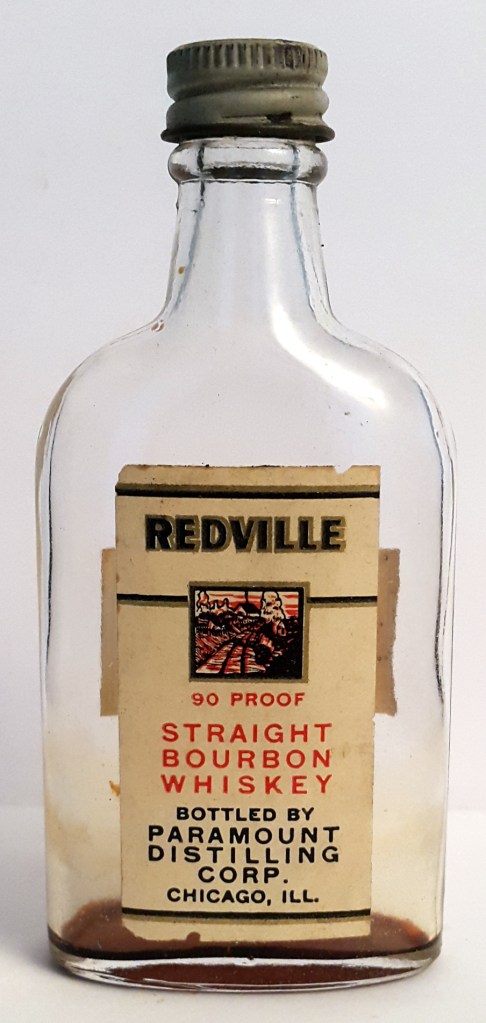 REDVILLE
90 PROOF
STRAIGHT
BOURBON
WHISKEY
BOTTLED BY
PARAMOUNT
DISTILLING
CORP.
CHICAGO, ILL.